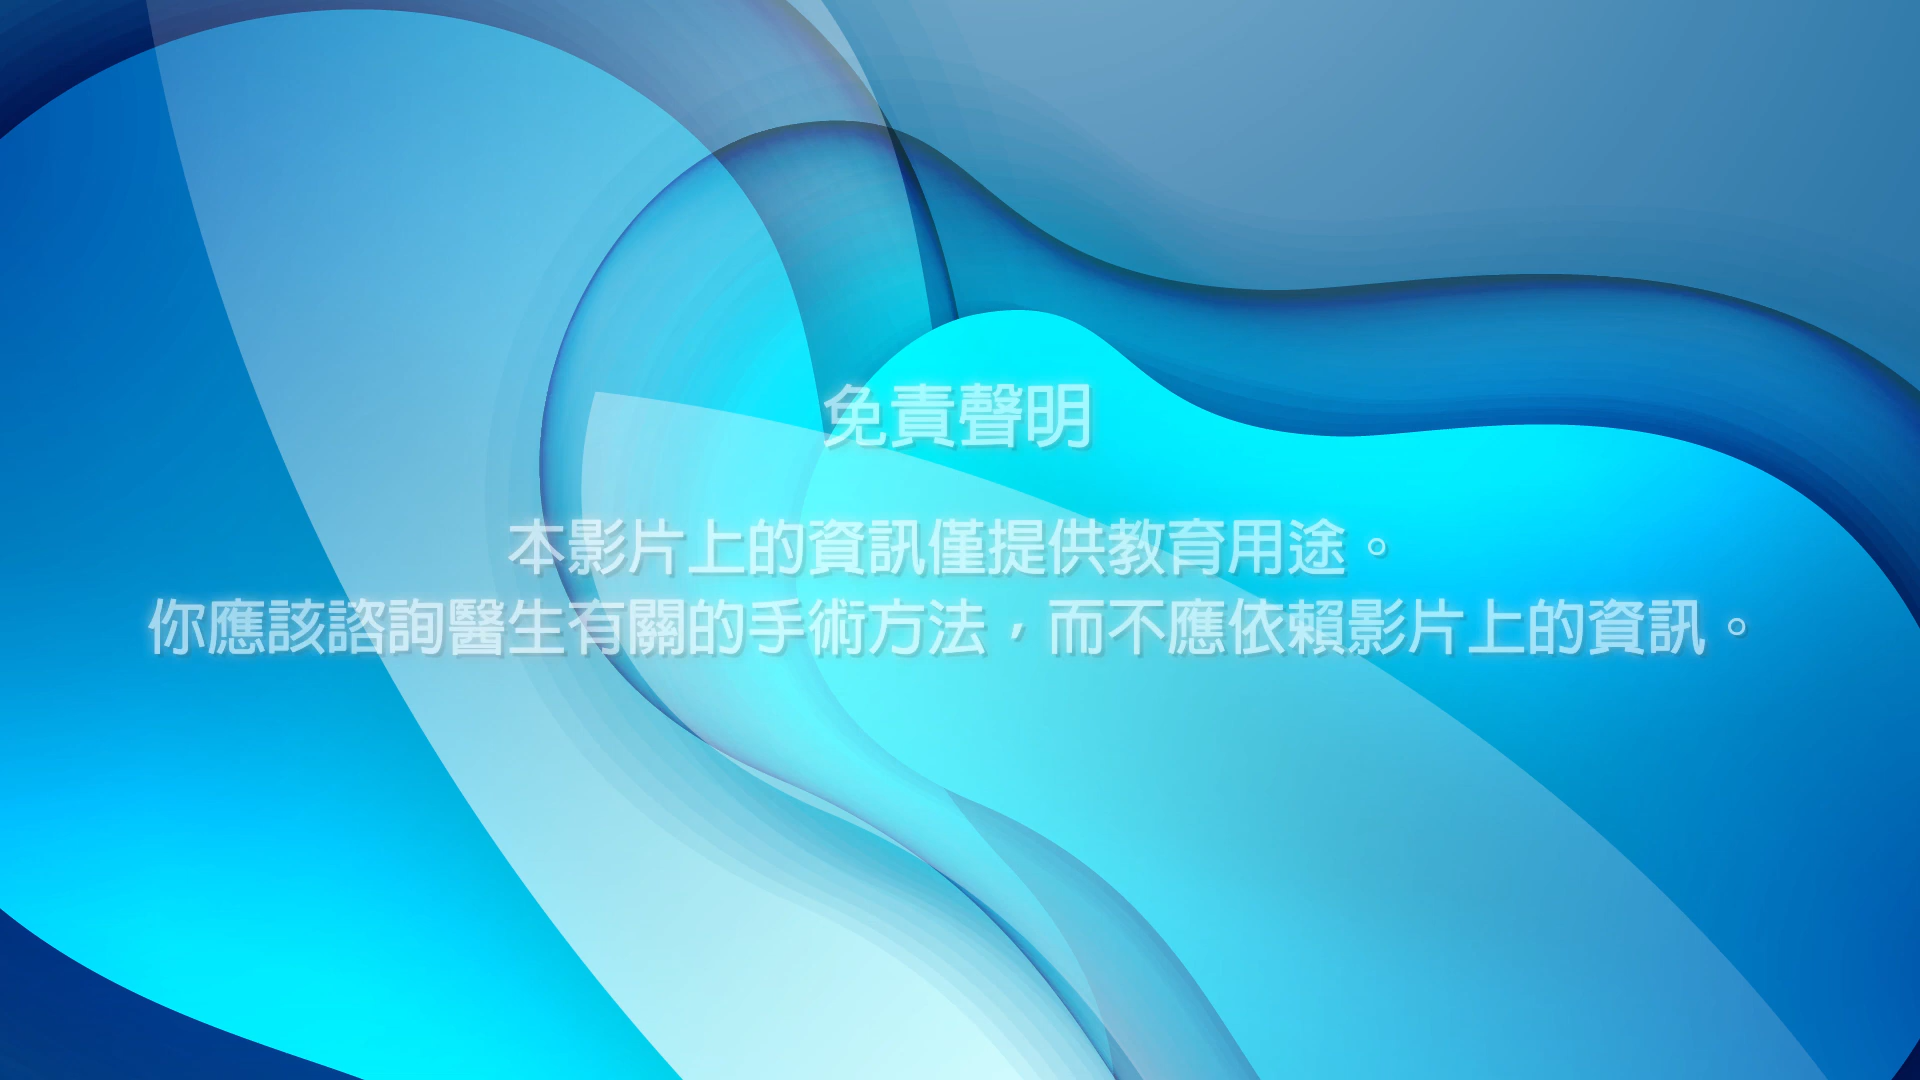 免責聲明
本影片上的資訊僅提供教育用途。
你應該諮詢醫生有關的手術方法，而不應依賴影片上的資訊。